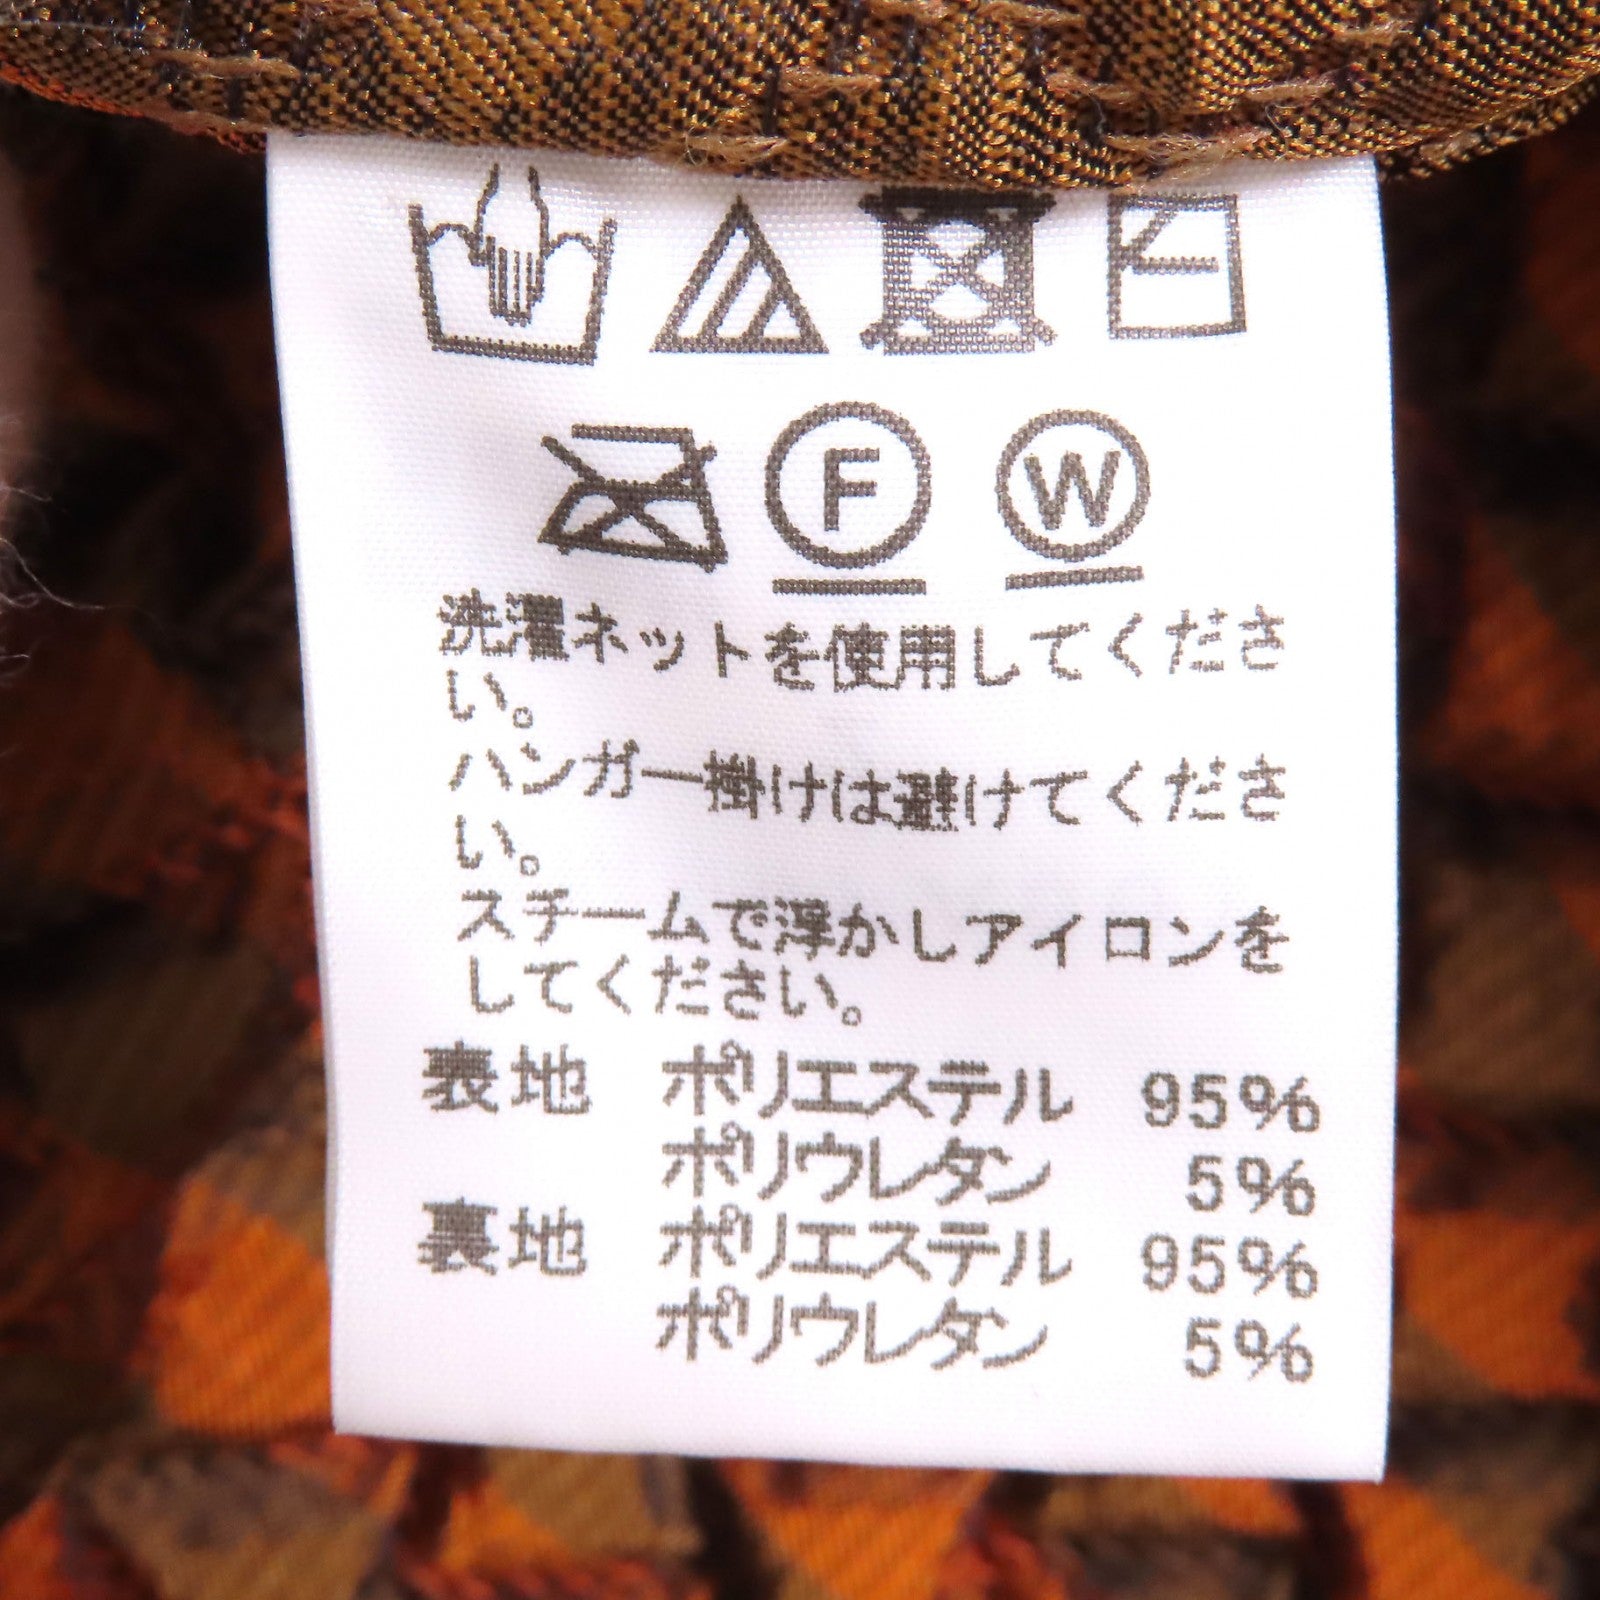 F W
洗濯ネットを使用してくださ
い。
ハンガー掛けは避けてくださ
い。
スチームで浮かしアイロンを
してください。
表地 ポリエステル 95%
ポリウレタン 5%
裏地 ポリエステル 95%
ポリウレタン 5%